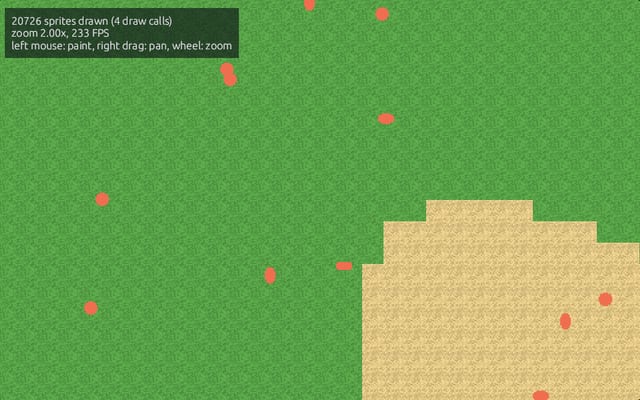 20726 sprites drawn (4 draw calls)
zoom 2.00x, 233 FPS
left mouse: paint, right drag: pan, wheel: zoom